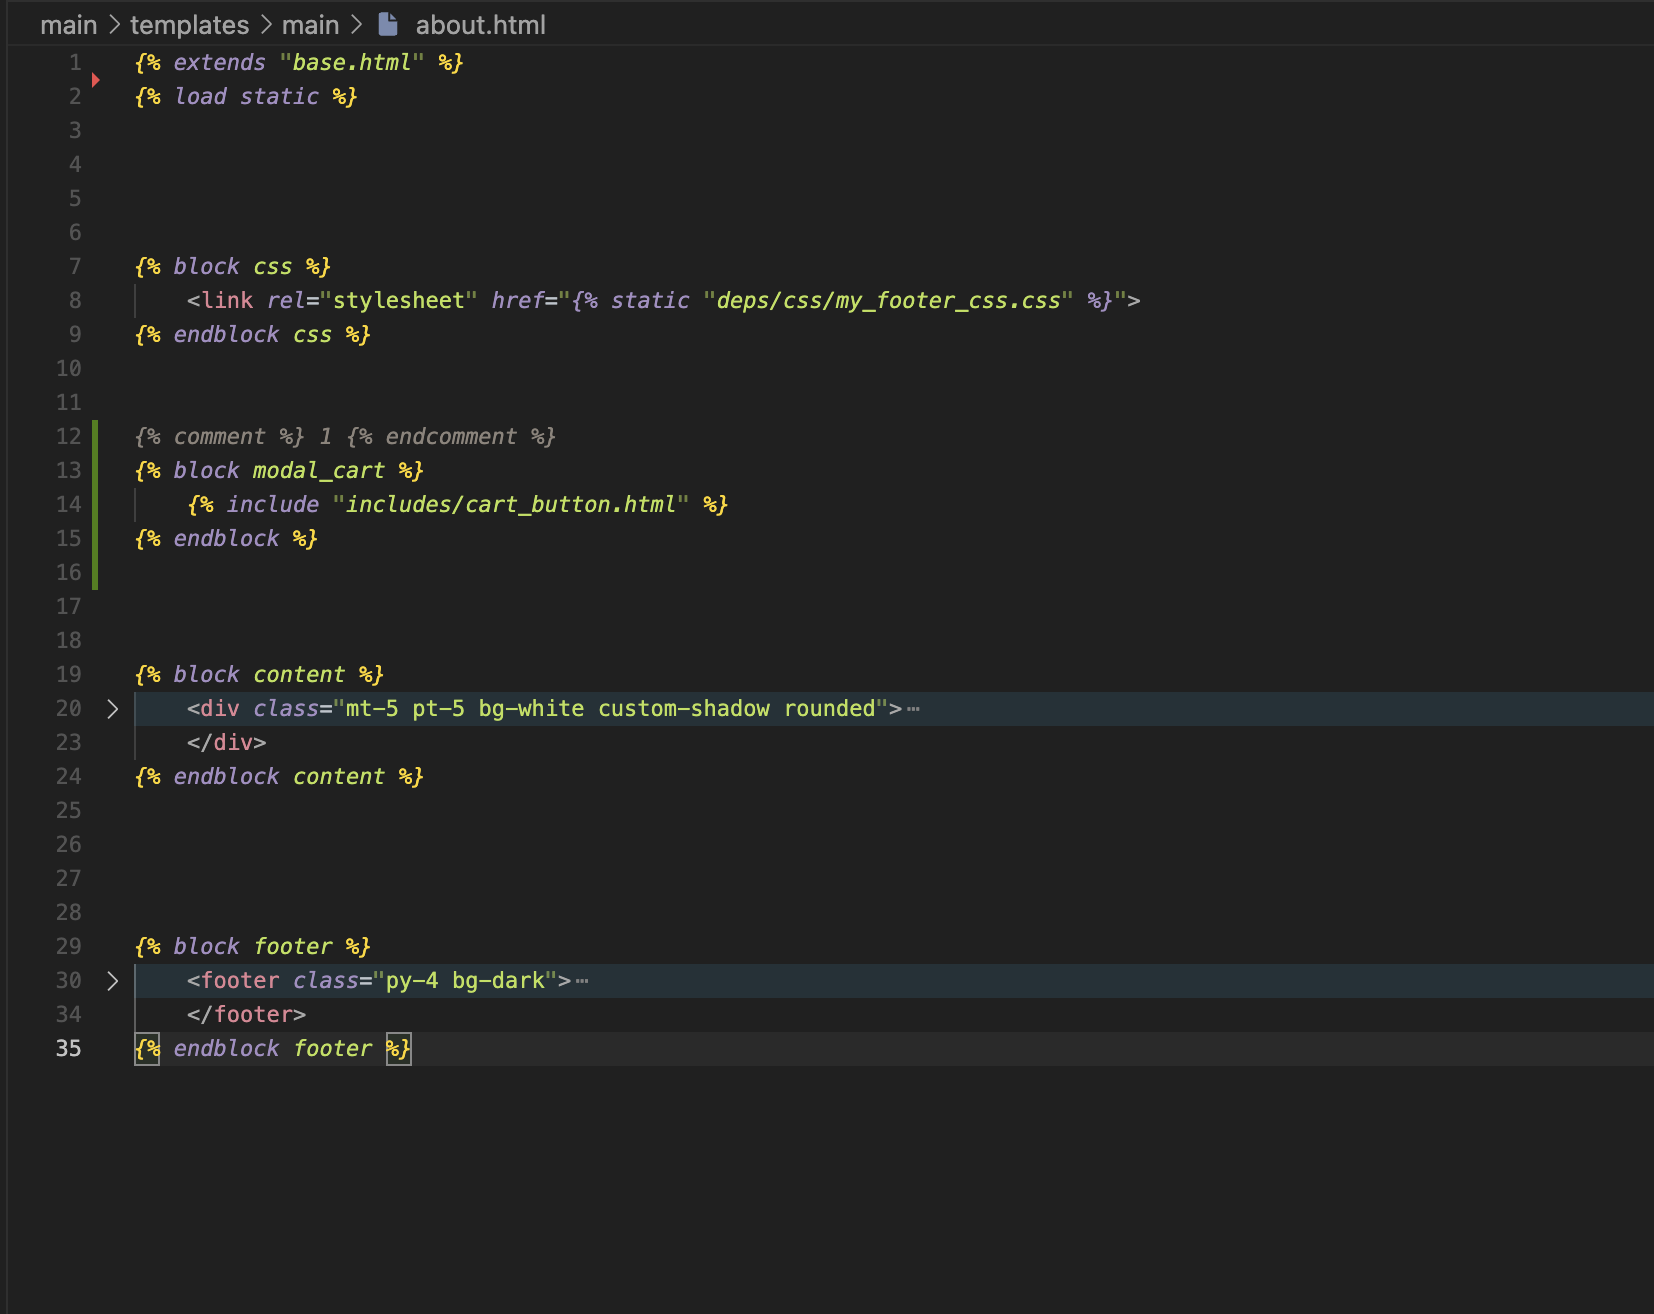 main > templates > main > about.html
1 {% extends "base.html" %}
2 {% load static %}
3
4
5
6
7 {% block css %}
8 <link rel="stylesheet" href="{% static "deps/css/my_footer_css.css" %}">
9 {% endblock css %}
10
11
12 {% comment %} 1 {% endcomment %}
13 {% block modal_cart %}
14 {% include "includes/cart_button.html" %}
15 {% endblock %}
16
17
18
19 {% block content %}
20 <div class="mt-5 pt-5 bg-white custom-shadow rounded">⋯
23 </div>
24 {% endblock content %}
25
26
27
28
29 {% block footer %}
30 <footer class="py-4 bg-dark">⋯
34 </footer>
35 {% endblock footer %}